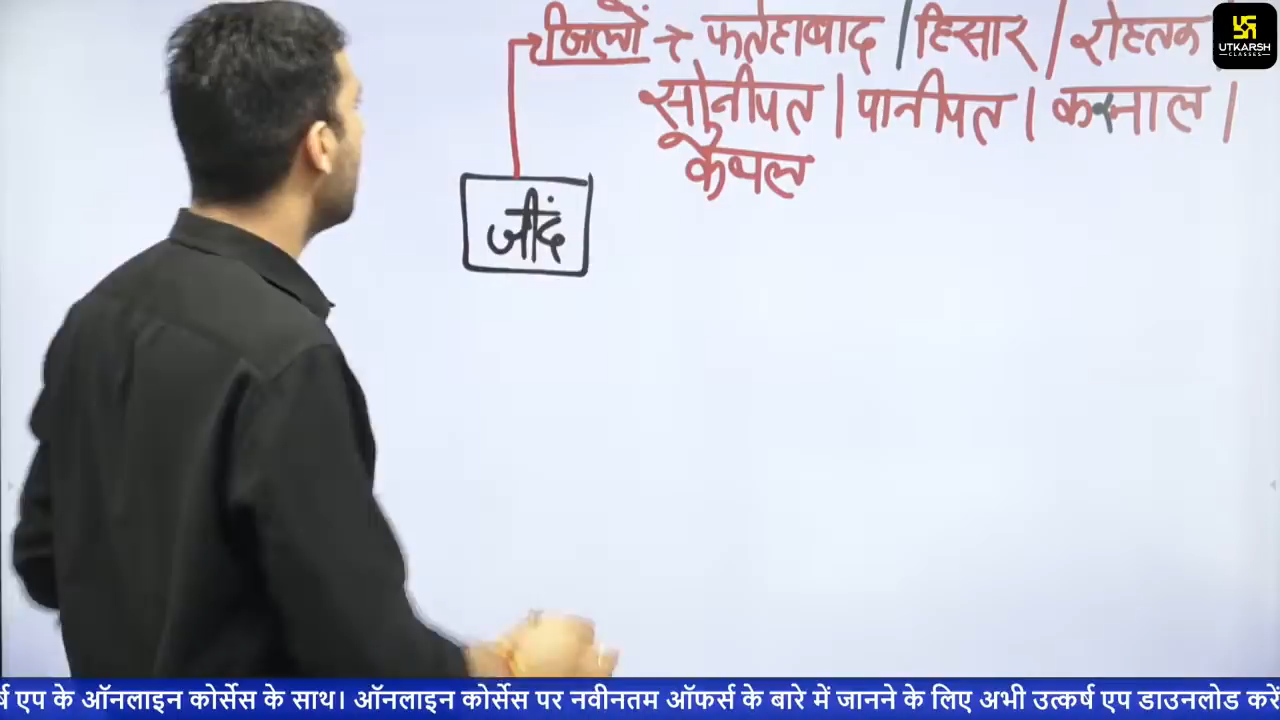 जिलों → फतेहाबाद / हिसार / रोहतक
सोनीपत | पानीपत | करनाल |
कैथल
जींद
UTKARSH
CLASSES
र्ष एप के ऑनलाइन कोर्सेस के साथ। ऑनलाइन कोर्सेस पर नवीनतम ऑफर्स के बारे में जानने के लिए अभी उत्कर्ष एप डाउनलोड करें